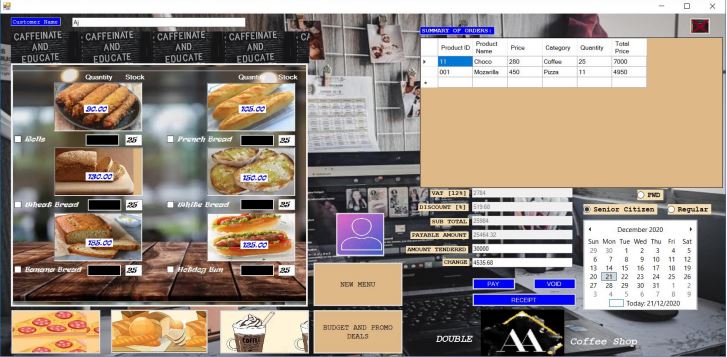 Customer Name Aj
SUMMARY OF ORDERS:
CAFFEINATE AND EDUCATE
CAFFEINATE AND EDUCATE
CAFFEINATE AND EDUCATE
CAFFEINATE AND EDUCATE
Product ID Product Name Price Category Quantity Total Price
11 Choco 280 Coffee 25 7000
001 Mozarilla 450 Pizza 11 4950
Quantity Stock Quantity Stock
90.00 105.00
Rolls 25 French Bread 25
130.00 150.00
Wheat Bread 25 White Bread 25
185.00 125.00
Banana Bread 25 Hotdog Bun 25
VAT [12%] 2784
DISCOUNT [%] 519.60
SUB TOTAL 25984
PAYABLE AMOUNT 25464.32
AMOUNT TENDERED 30000
CHANGE 4535.68
PWD
Senior Citizen Regular
December 2020
Sun Mon Tue Wed Thu Fri Sat
29 30 1 2 3 4 5
6 7 8 9 10 11 12
13 14 15 16 17 18 19
20 21 22 23 24 25 26
27 28 29 30 31 1 2
3 4 5 6 7 8 9
Today: 21/12/2020
PAY VOID
RECEIPT
NEW MENU
BUDGET AND PROMO DEALS
COFFEE
DOUBLE AA Coffee Shop